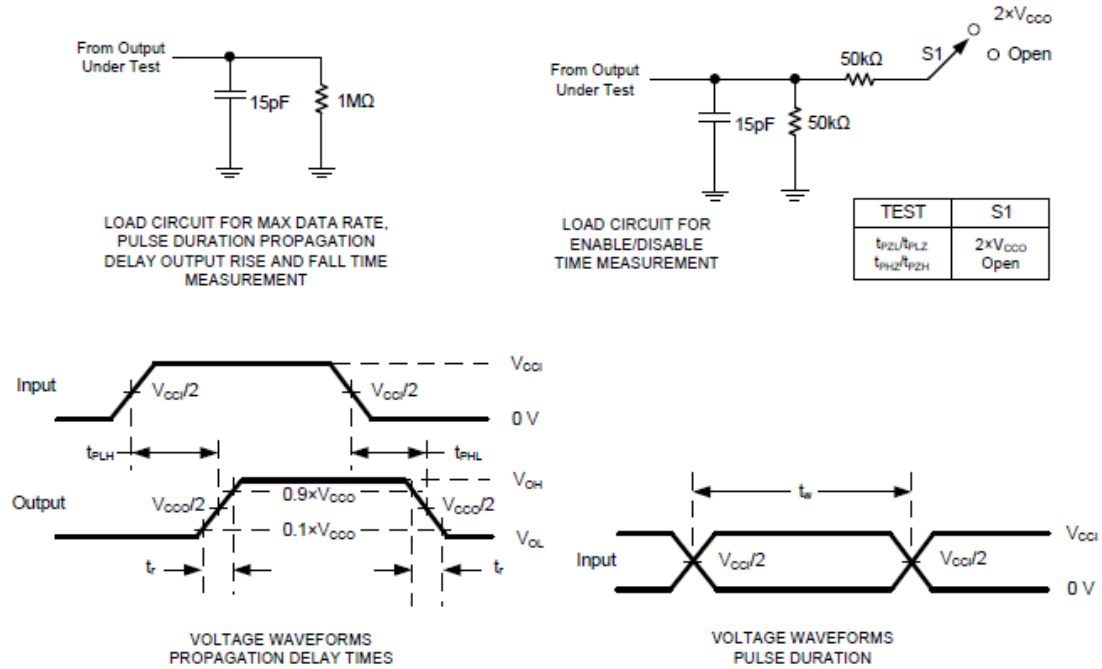 From Output
Under Test
15pF
1MΩ
LOAD CIRCUIT FOR MAX DATA RATE,
PULSE DURATION PROPAGATION
DELAY OUTPUT RISE AND FALL TIME
MEASUREMENT
2×VCCO
S1
Open
50kΩ
From Output
Under Test
15pF
50kΩ
LOAD CIRCUIT FOR
ENABLE/DISABLE
TIME MEASUREMENT
TEST S1
tPZL/tPLZ 2×VCCO
tPHZ/tPZH Open
Input
VCCI/2
VCCI/2
VCCI
0 V
tPLH
tPHL
Output
VCCO/2
0.9×VCCO
0.1×VCCO
VCCO/2
VOH
VOL
tr
tr
VOLTAGE WAVEFORMS
PROPAGATION DELAY TIMES
tw
Input
VCCI/2
VCCI/2
VCCI
0 V
VOLTAGE WAVEFORMS
PULSE DURATION